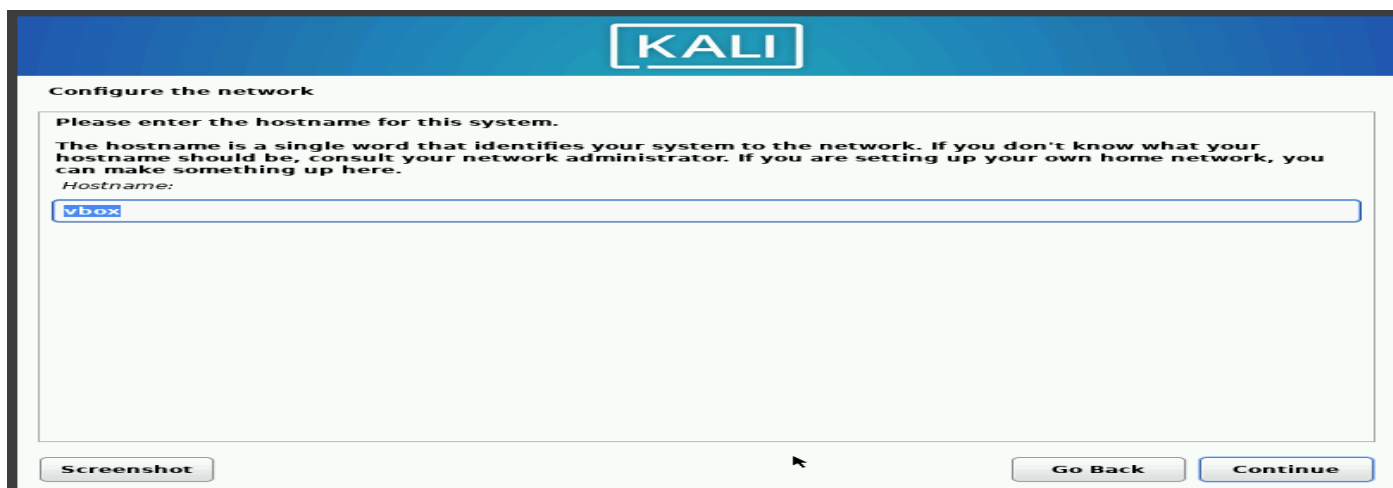 KALI
Configure the network
Please enter the hostname for this system.
The hostname is a single word that identifies your system to the network. If you don't know what your
hostname should be, consult your network administrator. If you are setting up your own home network, you
can make something up here.
Hostname:
vbox
Screenshot
Go Back
Continue